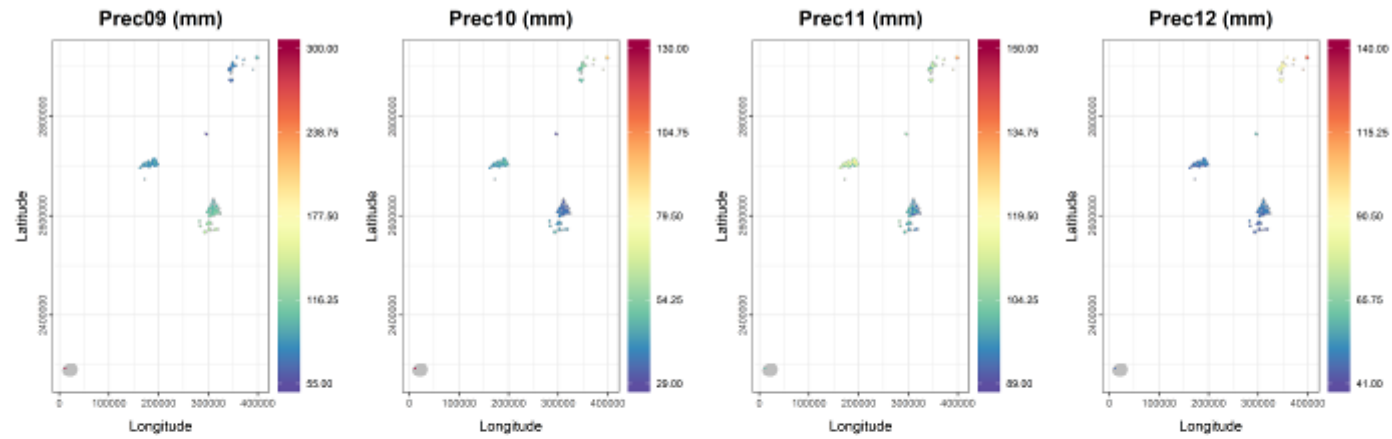 Prec09 (mm)
Latitude
2800000
2600000
2400000
0 100000 200000 300000 400000
Longitude
300.00
238.75
177.50
116.25
55.00
Prec10 (mm)
Latitude
2800000
2600000
2400000
0 100000 200000 300000 400000
Longitude
130.00
104.75
79.50
54.25
29.00
Prec11 (mm)
Latitude
2800000
2600000
2400000
0 100000 200000 300000 400000
Longitude
150.00
134.75
119.50
104.25
89.00
Prec12 (mm)
Latitude
2800000
2600000
2400000
0 100000 200000 300000 400000
Longitude
140.00
115.25
90.50
65.75
41.00